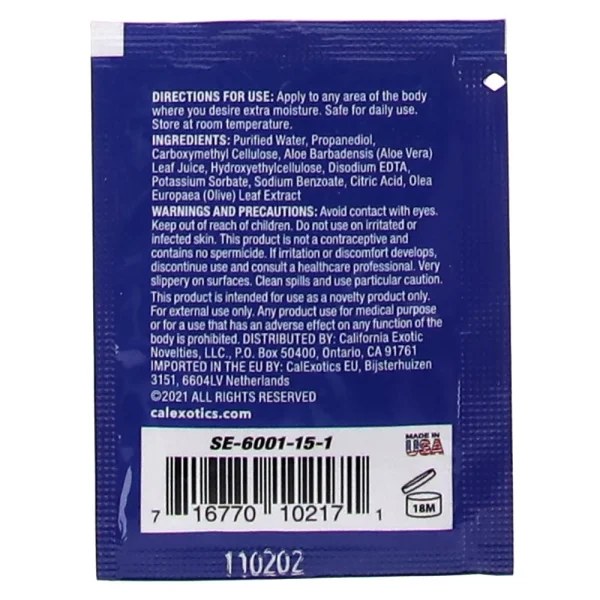 DIRECTIONS FOR USE: Apply to any area of the body
where you desire extra moisture. Safe for daily use.
Store at room temperature.
INGREDIENTS: Purified Water, Propanediol,
Carboxymethyl Cellulose, Aloe Barbadensis (Aloe Vera)
Leaf Juice, Hydroxyethylcellulose, Disodium EDTA,
Potassium Sorbate, Sodium Benzoate, Citric Acid, Olea
Europaea (Olive) Leaf Extract
WARNINGS AND PRECAUTIONS: Avoid contact with eyes.
Keep out of reach of children. Do not use on irritated or
infected skin. This product is not a contraceptive and
contains no spermicide. If irritation or discomfort develops,
discontinue use and consult a healthcare professional. Very
slippery on surfaces. Clean spills and use particular caution.
This product is intended for use as a novelty product only.
For external use only. Any product use for medical purpose
or for a use that has an adverse effect on any function of the
body is prohibited. DISTRIBUTED BY: California Exotic
Novelties, LLC., P.O. Box 50400, Ontario, CA 91761
IMPORTED IN THE EU BY: CalExotics EU, Bijsterhuizen
3151, 6604LV Netherlands
©2021 ALL RIGHTS RESERVED
calexotics.com
SE-6001-15-1
MADE IN
USA
18M
7 16770 10217 1
110202